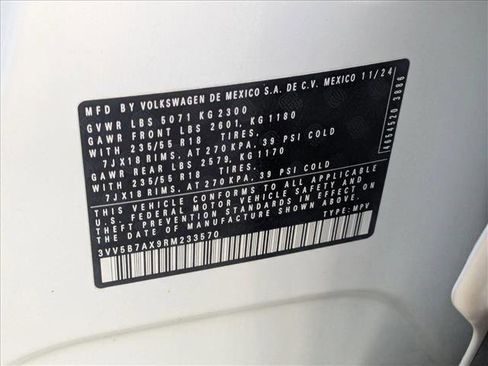 MFD BY VOLKSWAGEN DE MEXICO S.A. DE C.V. MEXICO 11/24
GVWR LBS 5071 KG 2300
GAWR FRONT LBS 2601, KG 1180
WITH 235/55 R18 TIRES,
7JX18 RIMS, AT 270 KPA, 39 PSI COLD
GAWR REAR LBS 2579, KG 1170
WITH 235/55 R18 TIRES,
7JX18 RIMS, AT 270 KPA, 39 PSI COLD
THIS VEHICLE CONFORMS TO ALL APPLICABLE
U.S. FEDERAL MOTOR VEHICLE SAFETY AND
THEFT PREVENTION STANDARDS IN EFFECT ON
THE DATE OF MANUFACTURE SHOWN ABOVE.
3VV5B7AX9RM233570 TYPE: MPV
4654520 3888